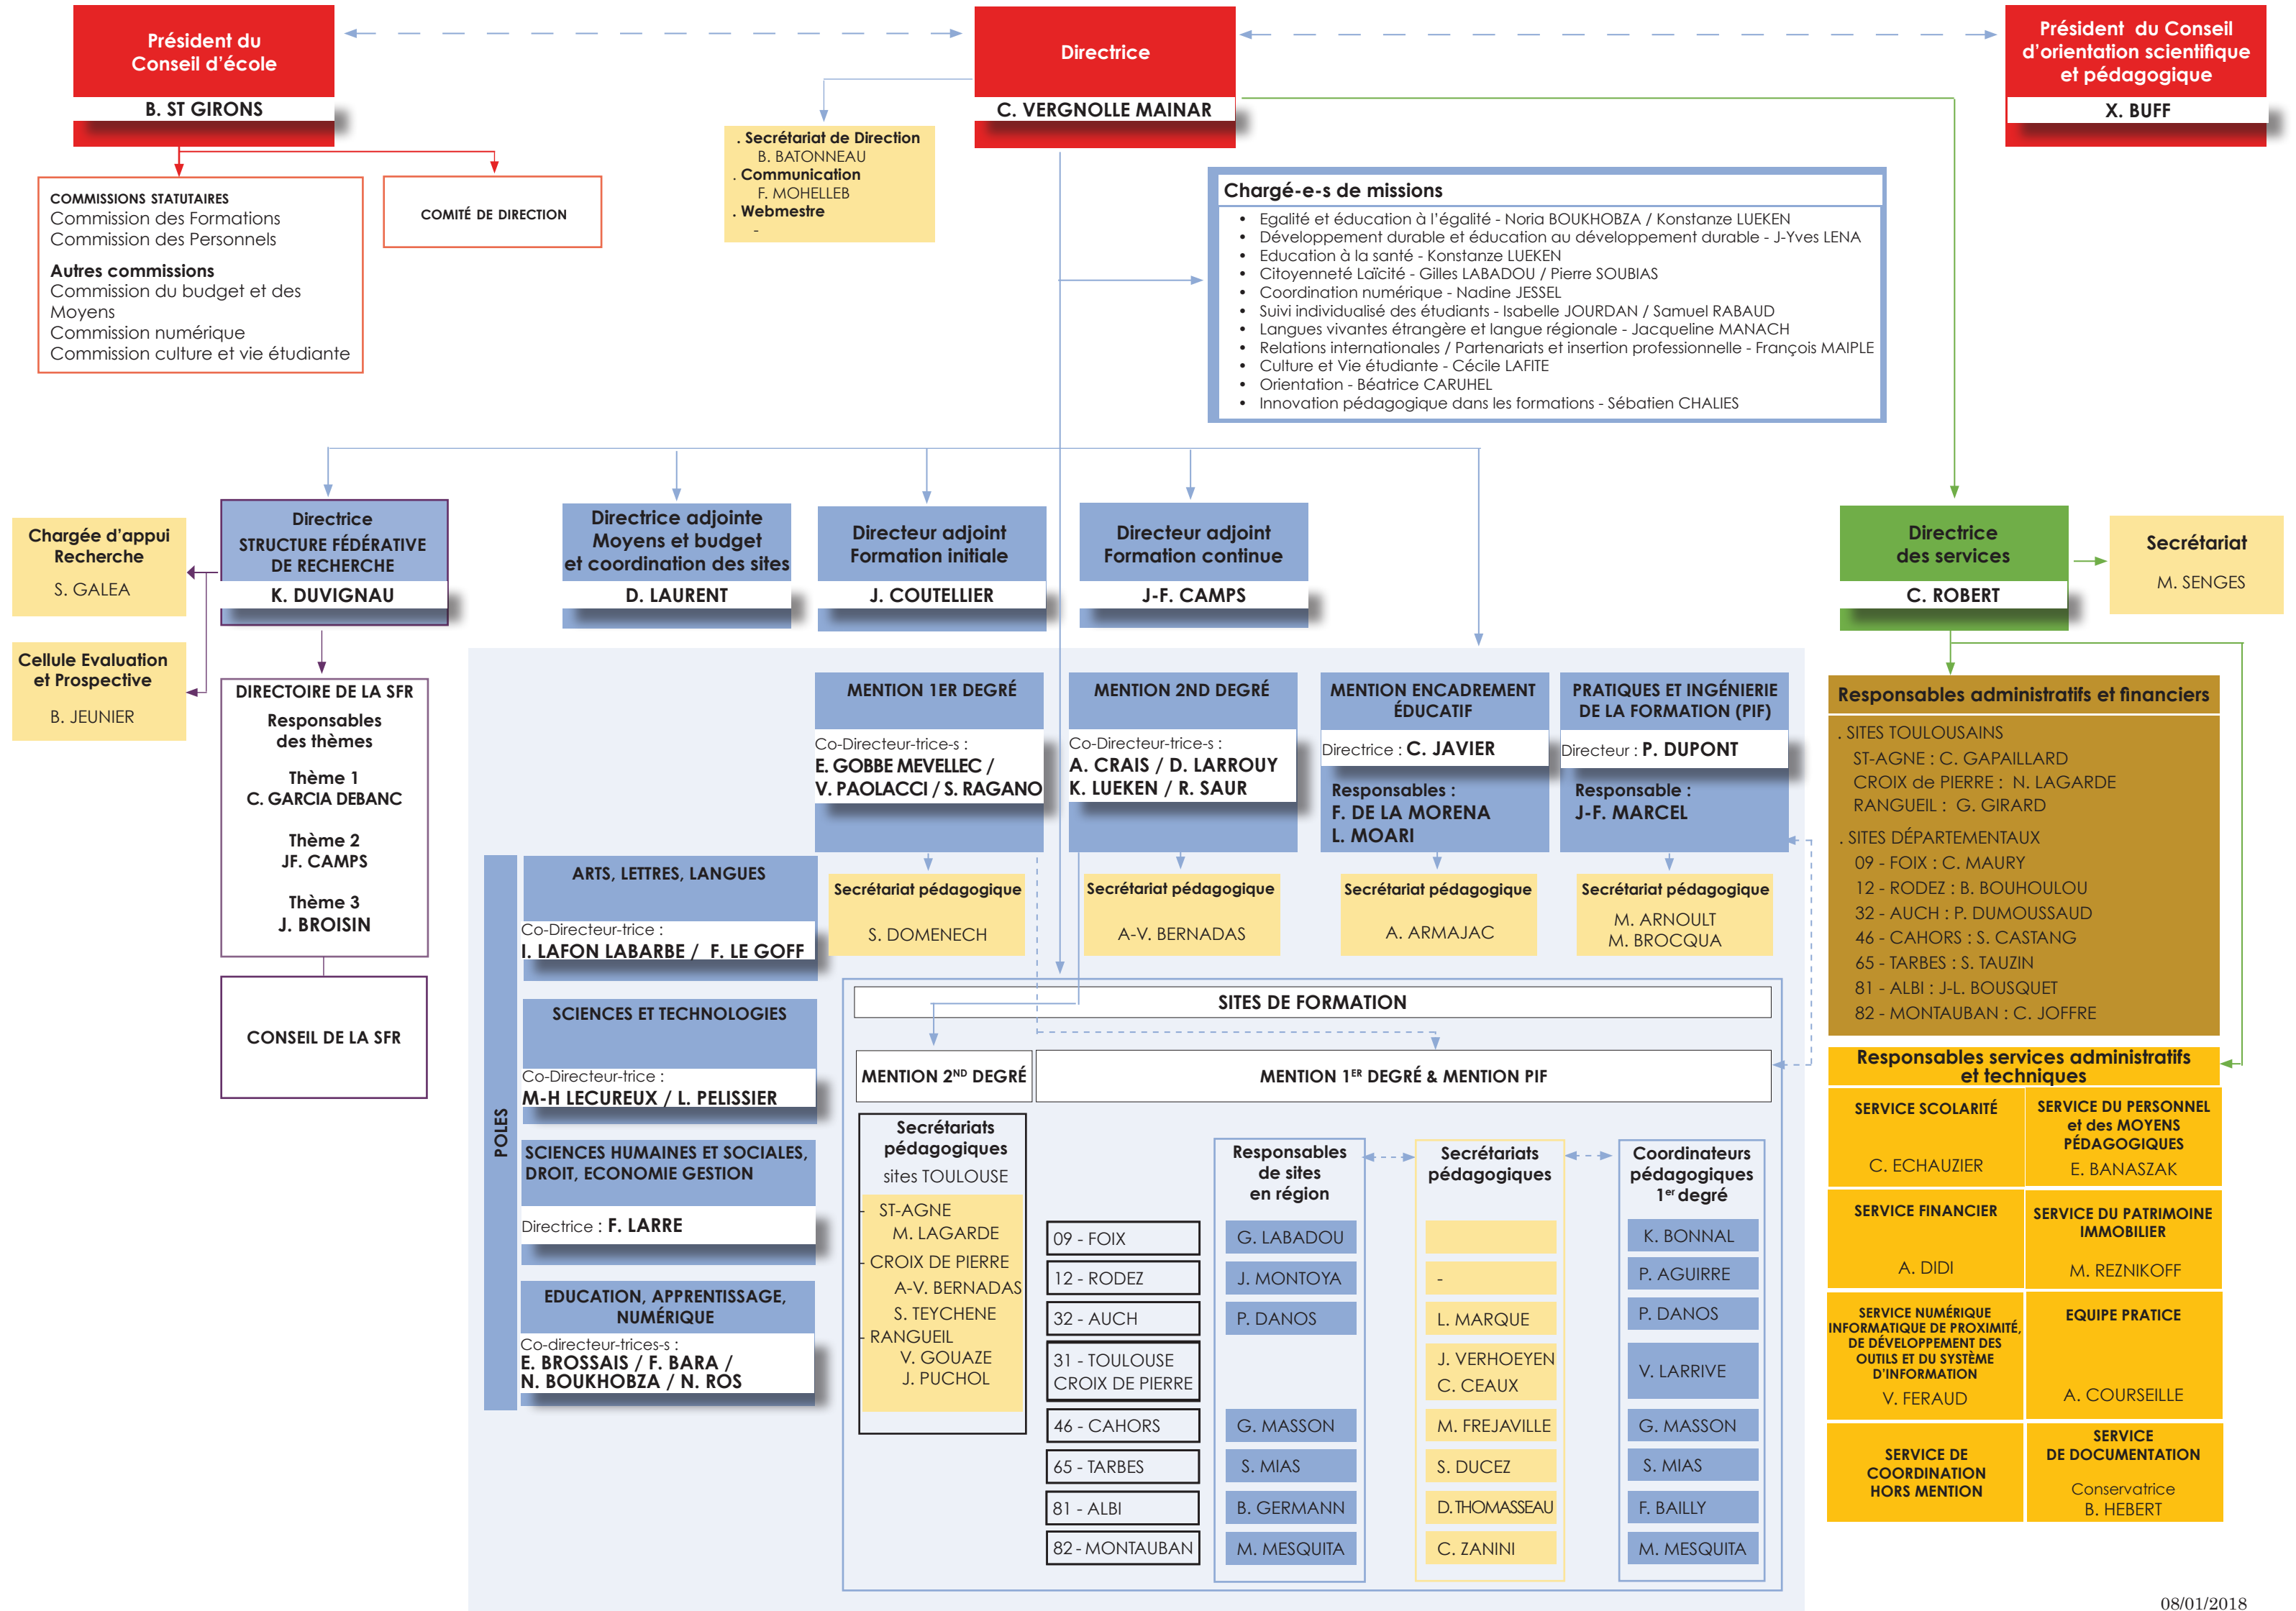 Président du
Conseil d'école
B. ST GIRONS
Directrice
C. VERGNOLLE MAINAR
Président du Conseil
d'orientation scientifique
et pédagogique
X. BUFF
. Secrétariat de Direction
B. BATONNEAU
. Communication
F. MOHELLEB
. Webmestre
-
COMMISSIONS STATUTAIRES
Commission des Formations
Commission des Personnels
Autres commissions
Commission du budget et des
Moyens
Commission numérique
Commission culture et vie étudiante
COMITÉ DE DIRECTION
Chargé-e-s de missions
• Egalité et éducation à l'égalité - Noria BOUKHOBZA / Konstanze LUEKEN
• Développement durable et éducation au développement durable - J-Yves LENA
• Education à la santé - Konstanze LUEKEN
• Citoyenneté Laïcité - Gilles LABADOU / Pierre SOUBIAS
• Coordination numérique - Nadine JESSEL
• Suivi individualisé des étudiants - Isabelle JOURDAN / Samuel RABAUD
• Langues vivantes étrangère et langue régionale - Jacqueline MANACH
• Relations internationales / Partenariats et insertion professionnelle - François MAIPLE
• Culture et Vie étudiante - Cécile LAFITE
• Orientation - Béatrice CARUHEL
• Innovation pédagogique dans les formations - Sébatien CHALIES
Chargée d'appui
Recherche
S. GALEA
Cellule Evaluation
et Prospective
B. JEUNIER
Directrice
STRUCTURE FÉDÉRATIVE
DE RECHERCHE
K. DUVIGNAU
Directrice adjointe
Moyens et budget
et coordination des sites
D. LAURENT
Directeur adjoint
Formation initiale
J. COUTELLIER
Directeur adjoint
Formation continue
J-F. CAMPS
Directrice
des services
C. ROBERT
Secrétariat
M. SENGES
DIRECTOIRE DE LA SFR
Responsables
des thèmes
Thème 1
C. GARCIA DEBANC
Thème 2
JF. CAMPS
Thème 3
J. BROISIN
CONSEIL DE LA SFR
MENTION 1ER DEGRÉ
Co-Directeur-trice-s :
E. GOBBE MEVELLEC /
V. PAOLACCI / S. RAGANO
MENTION 2ND DEGRÉ
Co-Directeur-trice-s :
A. CRAIS / D. LARROUY
K. LUEKEN / R. SAUR
MENTION ENCADREMENT
ÉDUCATIF
Directrice : C. JAVIER
Responsables :
F. DE LA MORENA
L. MOARI
PRATIQUES ET INGÉNIERIE
DE LA FORMATION (PIF)
Directeur : P. DUPONT
Responsable :
J-F. MARCEL
Secrétariat pédagogique
S. DOMENECH
Secrétariat pédagogique
A-V. BERNADAS
Secrétariat pédagogique
A. ARMAJAC
Secrétariat pédagogique
M. ARNOULT
M. BROCQUA
POLES
ARTS, LETTRES, LANGUES
Co-Directeur-trice :
I. LAFON LABARBE / F. LE GOFF
SCIENCES ET TECHNOLOGIES
Co-Directeur-trice :
M-H LECUREUX / L. PELISSIER
SCIENCES HUMAINES ET SOCIALES,
DROIT, ECONOMIE GESTION
Directrice : F. LARRE
EDUCATION, APPRENTISSAGE,
NUMÉRIQUE
Co-directeur-trices-s :
E. BROSSAIS / F. BARA /
N. BOUKHOBZA / N. ROS
SITES DE FORMATION
MENTION 2ND DEGRÉ
MENTION 1ER DEGRÉ & MENTION PIF
Secrétariats
pédagogiques
sites TOULOUSE
- ST-AGNE
M. LAGARDE
- CROIX DE PIERRE
A-V. BERNADAS
S. TEYCHENE
- RANGUEIL
V. GOUAZE
J. PUCHOL
Responsables
de sites
en région
Secrétariats
pédagogiques
Coordinateurs
pédagogiques
1er degré
09 - FOIX
G. LABADOU
K. BONNAL
12 - RODEZ
J. MONTOYA
-
P. AGUIRRE
32 - AUCH
P. DANOS
L. MARQUE
P. DANOS
31 - TOULOUSE
CROIX DE PIERRE
J. VERHOEYEN
C. CEAUX
V. LARRIVE
46 - CAHORS
G. MASSON
M. FREJAVILLE
G. MASSON
65 - TARBES
S. MIAS
S. DUCEZ
S. MIAS
81 - ALBI
B. GERMANN
D. THOMASSEAU
F. BAILLY
82 - MONTAUBAN
M. MESQUITA
C. ZANINI
M. MESQUITA
Responsables administratifs et financiers
. SITES TOULOUSAINS
ST-AGNE : C. GAPAILLARD
CROIX de PIERRE : N. LAGARDE
RANGUEIL : G. GIRARD
. SITES DÉPARTEMENTAUX
09 - FOIX : C. MAURY
12 - RODEZ : B. BOUHOULOU
32 - AUCH : P. DUMOUSSAUD
46 - CAHORS : S. CASTANG
65 - TARBES : S. TAUZIN
81 - ALBI : J-L. BOUSQUET
82 - MONTAUBAN : C. JOFFRE
Responsables services administratifs
et techniques
SERVICE SCOLARITÉ
C. ECHAUZIER
SERVICE DU PERSONNEL
et des MOYENS
PÉDAGOGIQUES
E. BANASZAK
SERVICE FINANCIER
A. DIDI
SERVICE DU PATRIMOINE
IMMOBILIER
M. REZNIKOFF
SERVICE NUMÉRIQUE
INFORMATIQUE DE PROXIMITÉ,
DE DÉVELOPPEMENT DES
OUTILS ET DU SYSTÈME
D'INFORMATION
V. FERAUD
EQUIPE PRATICE
A. COURSEILLE
SERVICE DE
COORDINATION
HORS MENTION
SERVICE
DE DOCUMENTATION
Conservatrice
B. HEBERT
08/01/2018